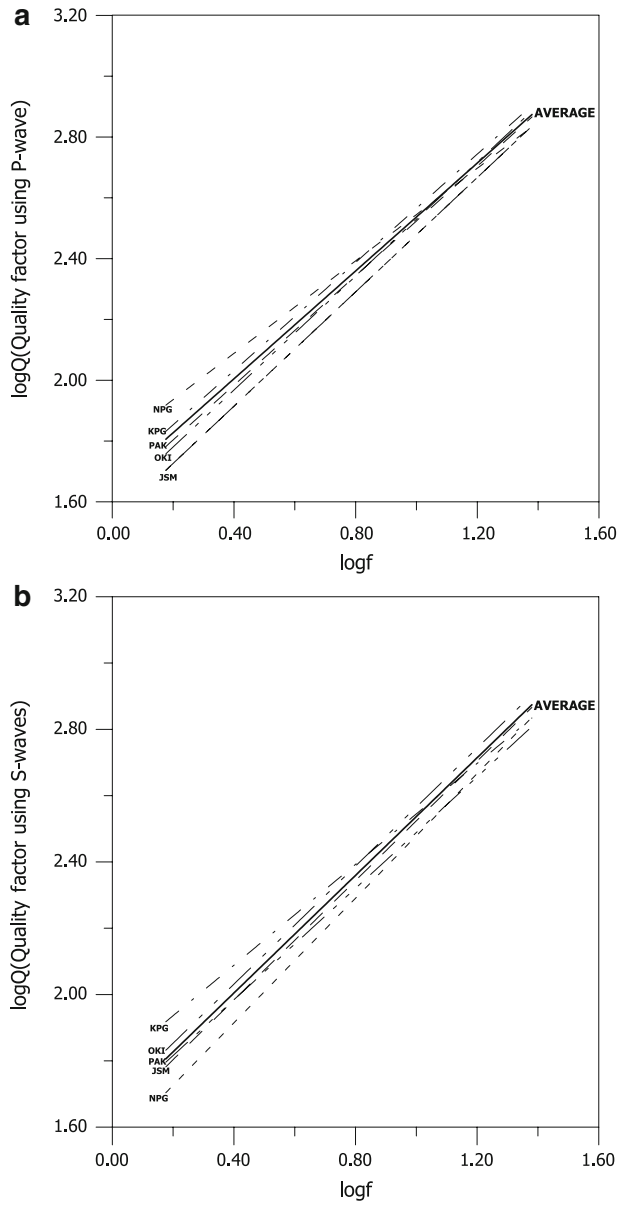 a
3.20
2.80
2.40
2.00
1.60
logQ(Quality factor using P-wave)
AVERAGE
NPG
KPG
PAK
OKI
JSM
0.00 0.40 0.80 1.20 1.60
logf
b
3.20
2.80
2.40
2.00
1.60
logQ(Quality factor using S-waves)
AVERAGE
KPG
OKI
PAK
JSM
NPG
0.00 0.40 0.80 1.20 1.60
logf